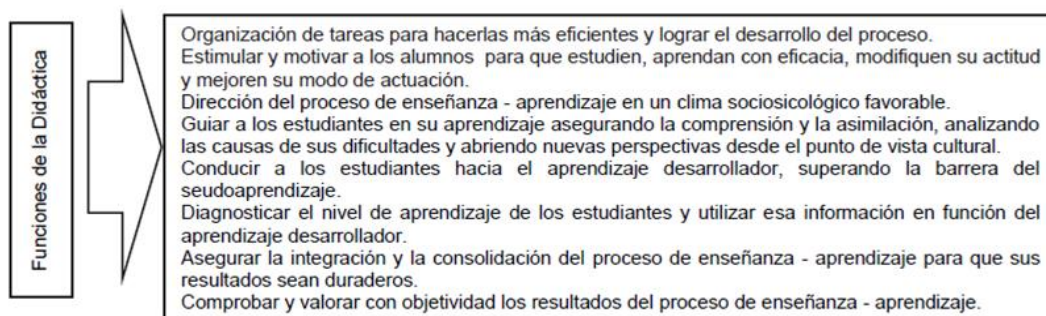 Funciones de la Didáctica
Organización de tareas para hacerlas más eficientes y lograr el desarrollo del proceso.
Estimular y motivar a los alumnos para que estudien, aprendan con eficacia, modifiquen su actitud
y mejoren su modo de actuación.
Dirección del proceso de enseñanza - aprendizaje en un clima sociosicológico favorable.
Guiar a los estudiantes en su aprendizaje asegurando la comprensión y la asimilación, analizando
las causas de sus dificultades y abriendo nuevas perspectivas desde el punto de vista cultural.
Conducir a los estudiantes hacia el aprendizaje desarrollador, superando la barrera del
seudoaprendizaje.
Diagnosticar el nivel de aprendizaje de los estudiantes y utilizar esa información en función del
aprendizaje desarrollador.
Asegurar la integración y la consolidación del proceso de enseñanza - aprendizaje para que sus
resultados sean duraderos.
Comprobar y valorar con objetividad los resultados del proceso de enseñanza - aprendizaje.